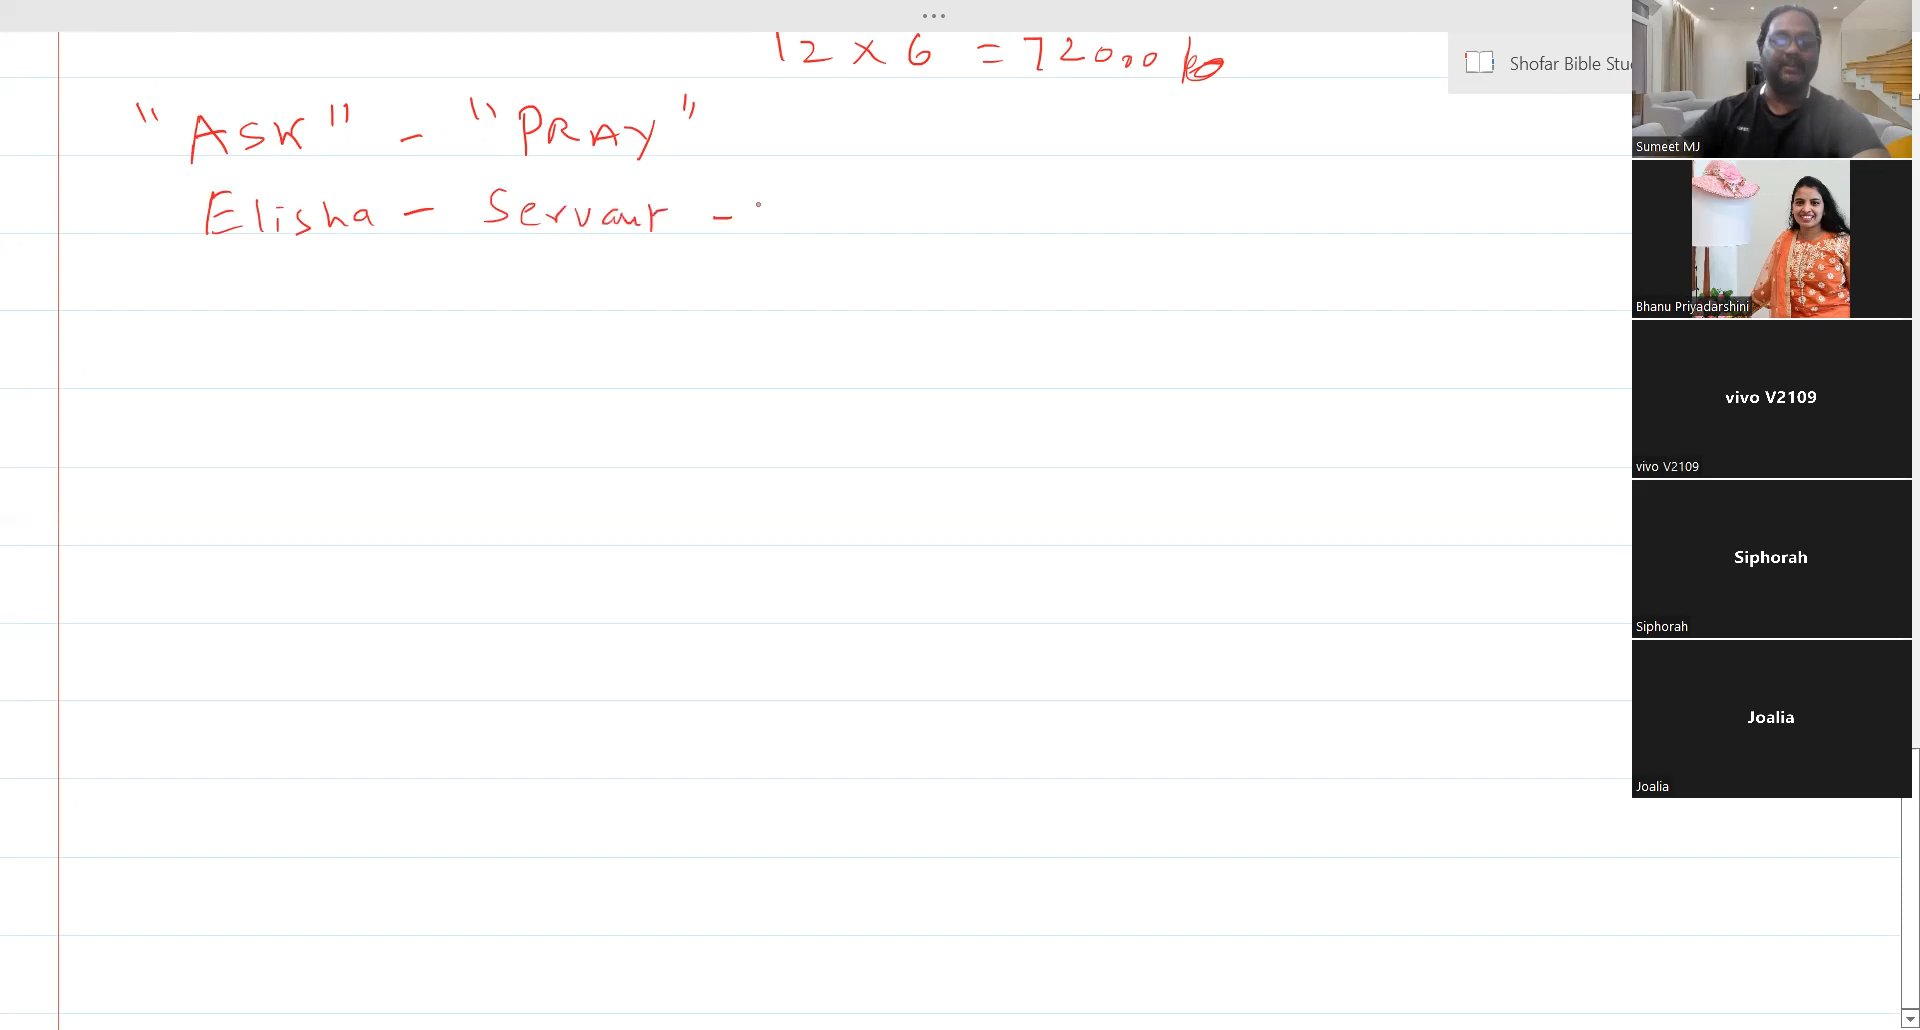 12 × 6 = 72000
"ASK" - "PRAY"
Elisha - Servant -
Shofar Bible Stu
Sumeet MJ
Bhanu Priyadarshini
vivo V2109
vivo V2109
Siphorah
Siphorah
Joalia
Joalia